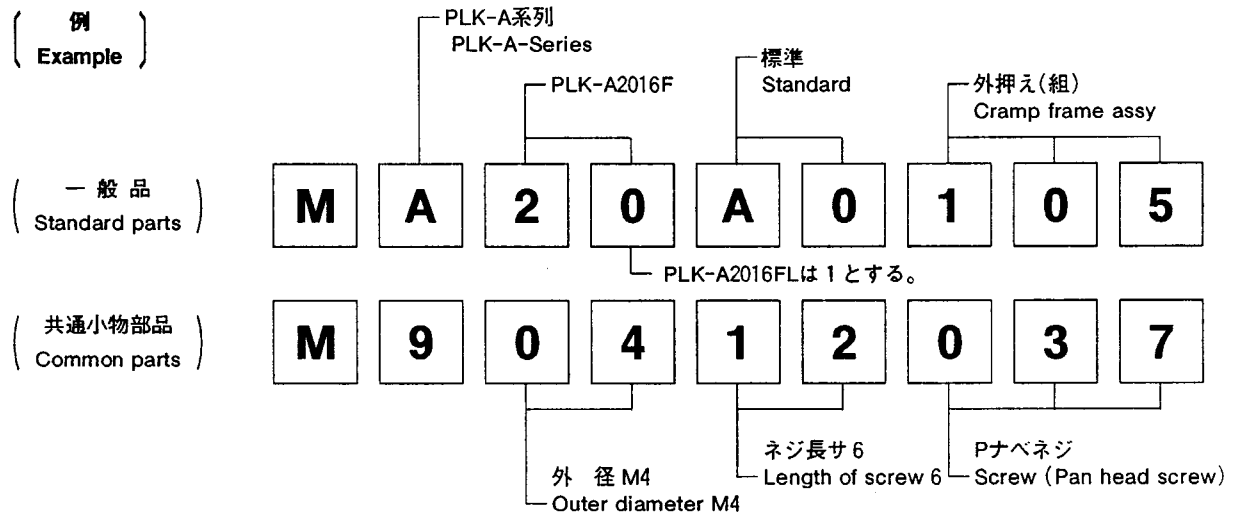 例
Example
PLK-A系列
PLK-A-Series
PLK-A2016F
標準
Standard
外押え(組)
Cramp frame assy
一般品
Standard parts
M A 2 0 A 0 1 0 5
PLK-A2016FLは1とする。
共通小物部品
Common parts
M 9 0 4 1 2 0 3 7
外 径 M4
Outer diameter M4
ネジ長サ 6
Length of screw 6
Pナベネジ
Screw (Pan head screw)